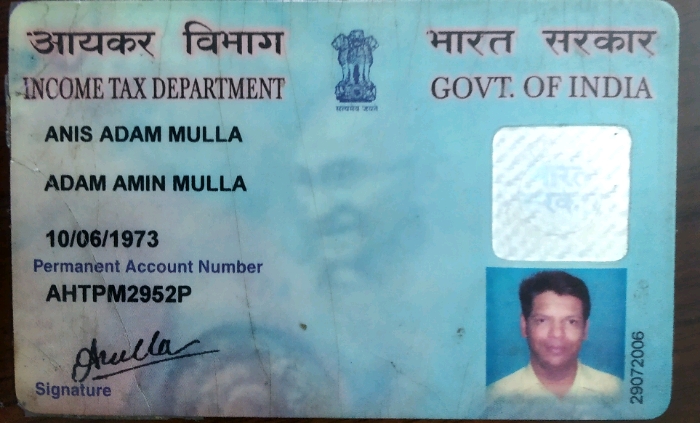 आयकर विभाग
भारत सरकार
INCOME TAX DEPARTMENT
GOVT. OF INDIA
सत्यमेव जयते
ANIS ADAM MULLA
ADAM AMIN MULLA
10/06/1973
Permanent Account Number
AHTPM2952P
Signature
29072006